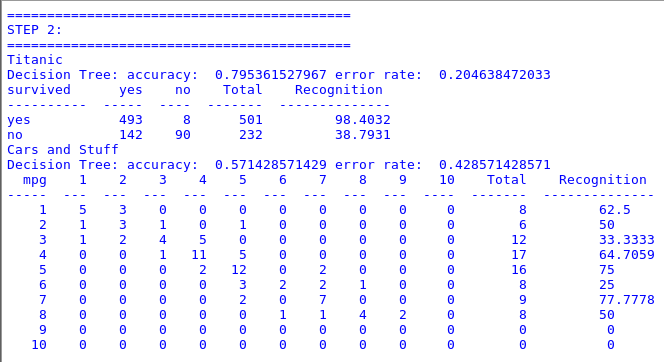 ===========================================
STEP 2:
===========================================
Titanic
Decision Tree: accuracy:  0.795361527967 error rate:  0.204638472033
survived      yes    no    Total    Recognition
----------  -----  ----  -------  --------------
yes           493     8      501         98.4032
no            142    90      232         38.7931
Cars and Stuff
Decision Tree: accuracy:  0.571428571429 error rate:  0.428571428571
  mpg    1    2    3    4    5    6    7    8    9   10    Total    Recognition
-----  ---  ---  ---  ---  ---  ---  ---  ---  ---  ----  -------  --------------
    1    5    3    0    0    0    0    0    0    0     0        8         62.5
    2    1    3    1    0    1    0    0    0    0     0        6         50
    3    1    2    4    5    0    0    0    0    0     0       12         33.3333
    4    0    0    1   11    5    0    0    0    0     0       17         64.7059
    5    0    0    0    2   12    0    2    0    0     0       16         75
    6    0    0    0    0    3    2    2    1    0     0        8         25
    7    0    0    0    0    2    0    7    0    0     0        9         77.7778
    8    0    0    0    0    0    1    1    4    2     0        8         50
    9    0    0    0    0    0    0    0    0    0     0        0          0
   10    0    0    0    0    0    0    0    0    0     0        0          0